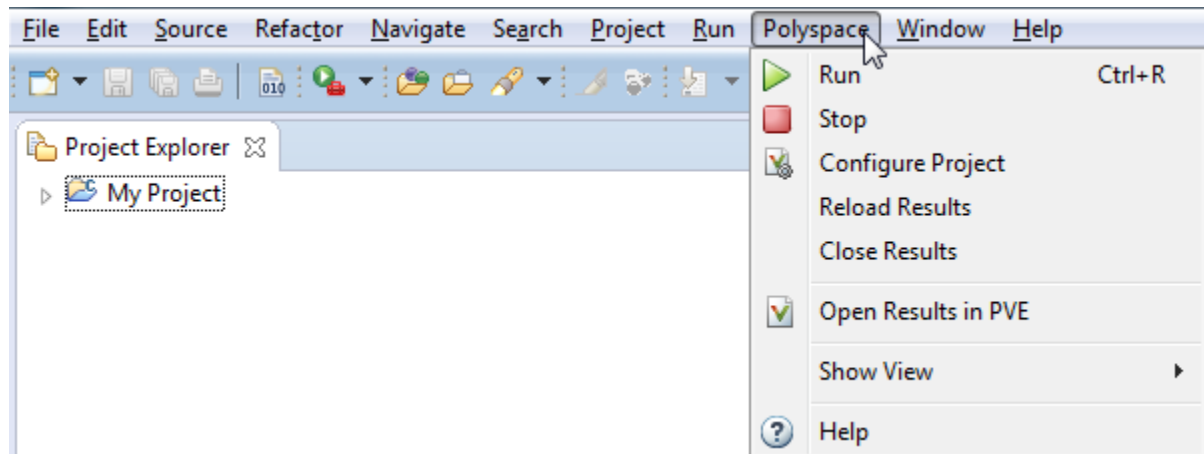 File Edit Source Refactor Navigate Search Project Run Polyspace Window Help
010
Run Ctrl+R
Stop
Project Explorer
Configure Project
My Project
Reload Results
Close Results
Open Results in PVE
Show View
Help